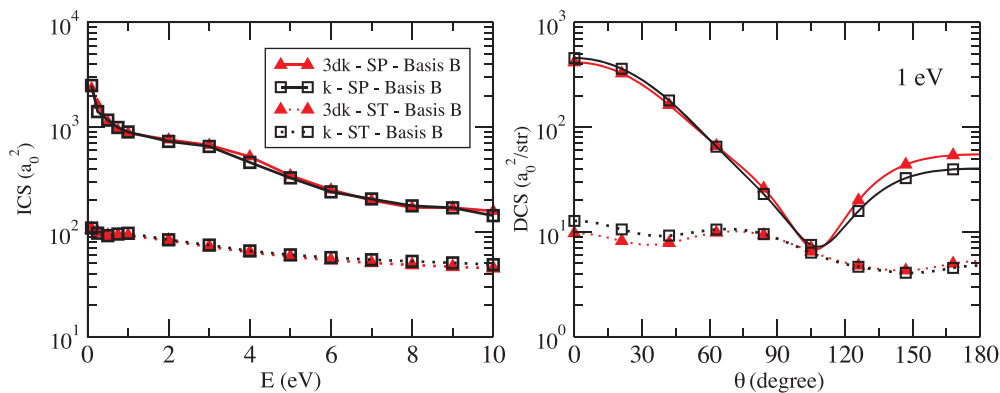 10^4
10^3
10^2
10^1
ICS (a_0^2)
3dk - SP - Basis B
k - SP - Basis B
3dk - ST - Basis B
k - ST - Basis B
0 2 4 6 8 10
E (eV)
10^3
10^2
10^1
10^0
DCS (a_0^2/str)
1 eV
0 30 60 90 120 150 180
θ (degree)